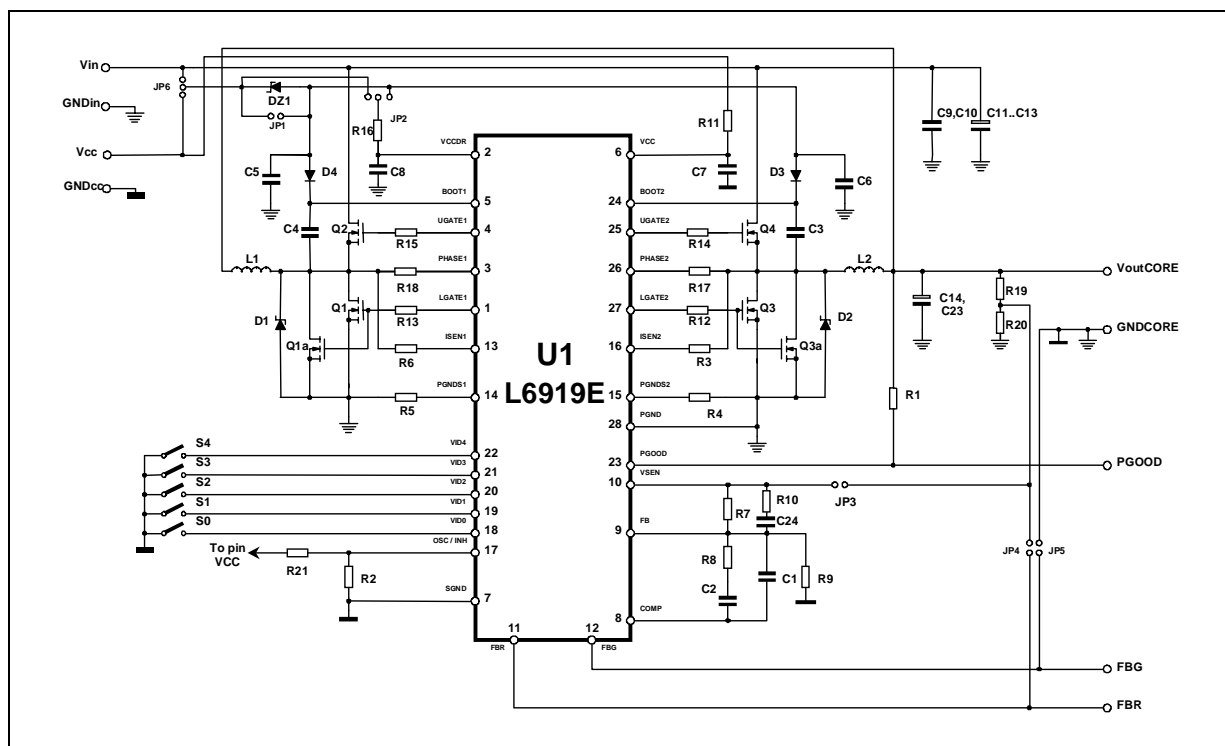 Vin
JP6
GNDin
DZ1
JP1
JP2
R16
R11
C9,C10
C11..C13
Vcc
VCCDR
2
6
VCC
C5
D4
C8
C7
D3
C6
GNDcc
BOOT1
5
24
BOOT2
C4
Q2
UGATE1
4
25
UGATE2
Q4
C3
R15
R14
L1
PHASE1
3
26
PHASE2
L2
VoutCORE
R18
R17
C14,
C23
R19
Q1
LGATE1
1
27
LGATE2
Q3
D1
R13
R12
D2
R20
GNDCORE
Q1a
ISEN1
13
16
ISEN2
Q3a
U1
L6919E
R6
R3
PGNDS1
14
15
PGNDS2
R5
R4
R1
PGND
28
S4
VID4
22
PGOOD
23
PGOOD
S3
VID3
21
VSEN
10
S2
VID2
20
R10
JP3
S1
VID1
19
R7
C24
S0
VID0
18
FB
9
To pin
VCC
OSC / INH
17
R21
R2
R8
C1
R9
JP4
JP5
C2
SGND
7
COMP
8
11
12
FBR
FBG
FBG
FBR